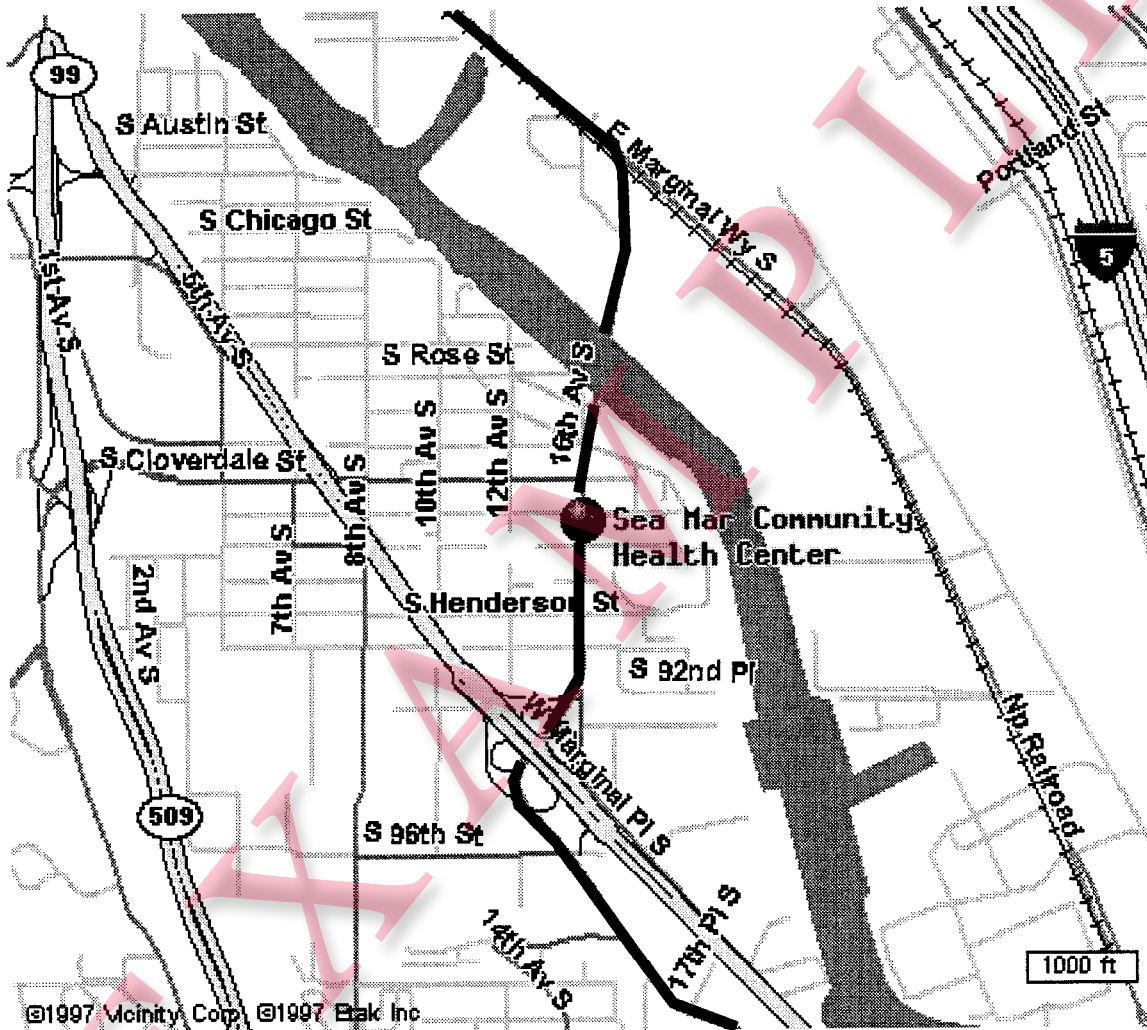 99
S Austin St
E Marginal Wy S
Portland St
S Chicago St
5
1st Av S
5th Av S
S Rose St
16th Av S
10th Av S
12th Av S
S Cloverdale St
8th Av S
7th Av S
Sea Mar Community
Health Center
2nd Av S
S Henderson St
S 92nd Pl
W Marginal Pl S
Np Railroad
509
S 96th St
14th Av S
17th Pl S
1000 ft
©1997 Vicinity Corp ©1997 Etak Inc
EXAMPLE